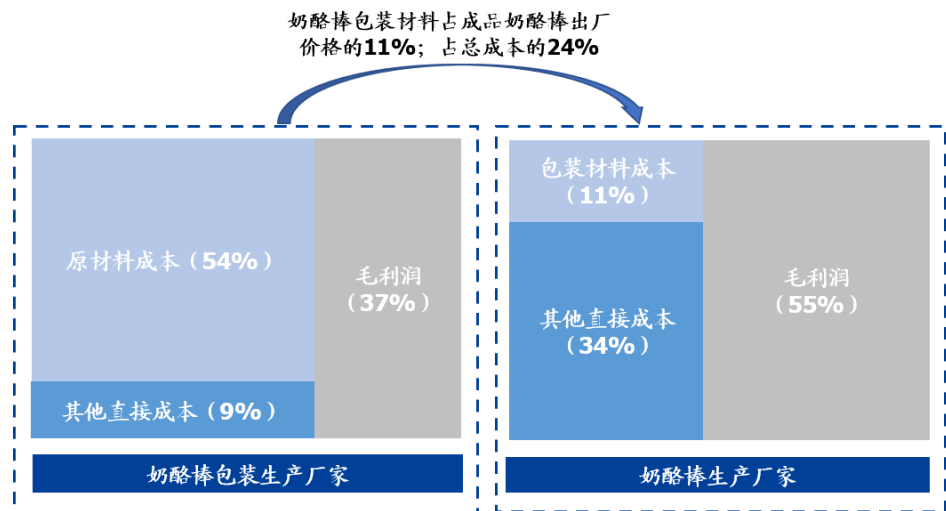 奶酪棒包装材料占成品奶酪棒出厂
价格的11%；占总成本的24%
原材料成本（54%）
毛利润
（37%）
其他直接成本（9%）
奶酪棒包装生产厂家
包装材料成本
（11%）
其他直接成本
（34%）
毛利润
（55%）
奶酪棒生产厂家